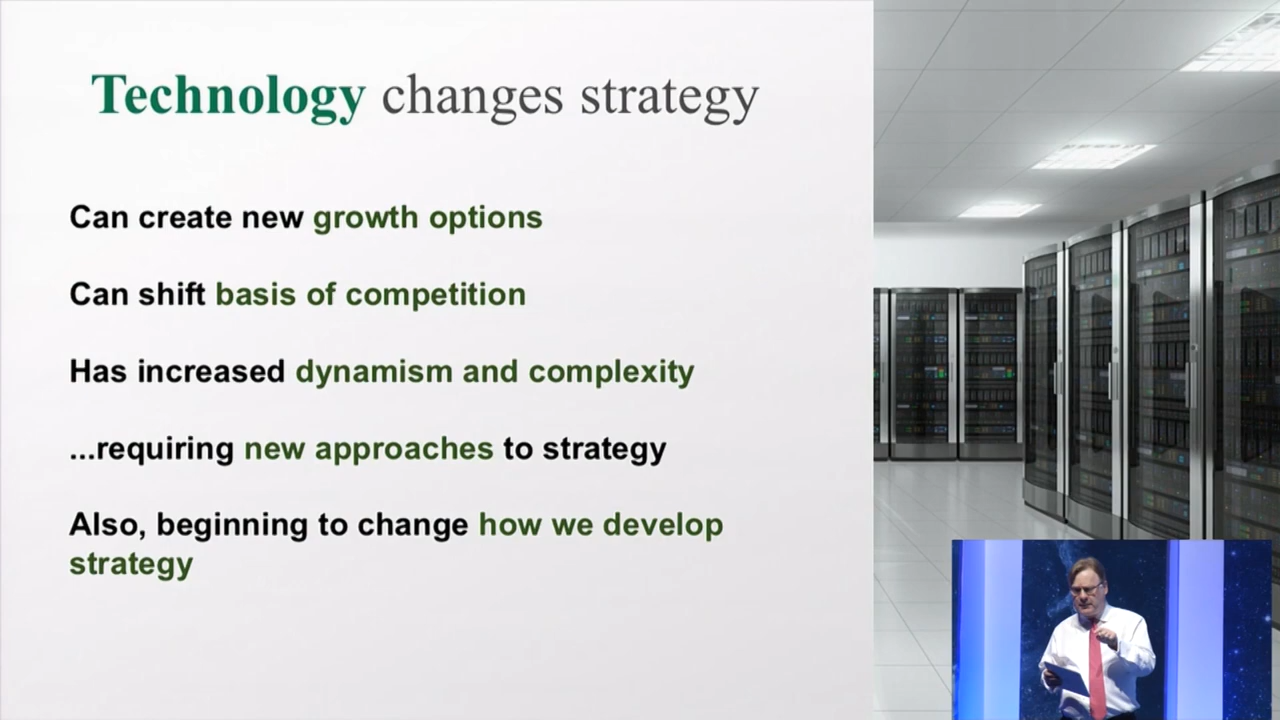 Technology changes strategy
Can create new growth options
Can shift basis of competition
Has increased dynamism and complexity
...requiring new approaches to strategy
Also, beginning to change how we develop
strategy